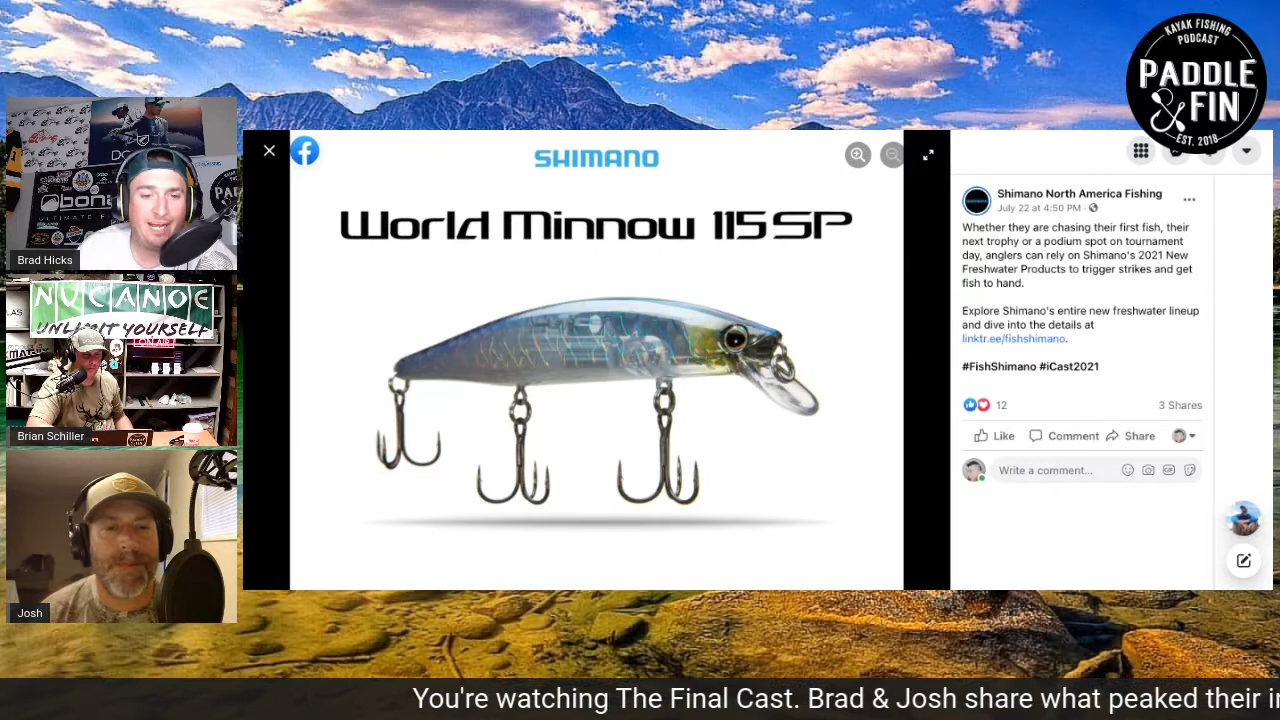 KAYAK FISHING
PODCAST
PADDLE
& FIN
EST. 2018
SHIMANO
World Minnow 115SP
Shimano North America Fishing
July 22 at 4:50 PM ·
Whether they are chasing their first fish, their
next trophy or a podium spot on tournament
day, anglers can rely on Shimano's 2021 New
Freshwater Products to trigger strikes and get
fish to hand.
Explore Shimano's entire new freshwater lineup
and dive into the details at
linktr.ee/fishshimano.
#FishShimano #iCast2021
12
3 Shares
Like
Comment
Share
Write a comment...
GIF
Brad Hicks
NUCANOE
UNLIMIT YOURSELF
ON AIR
Brian Schiller
Josh
You're watching The Final Cast. Brad & Josh share what peaked their i